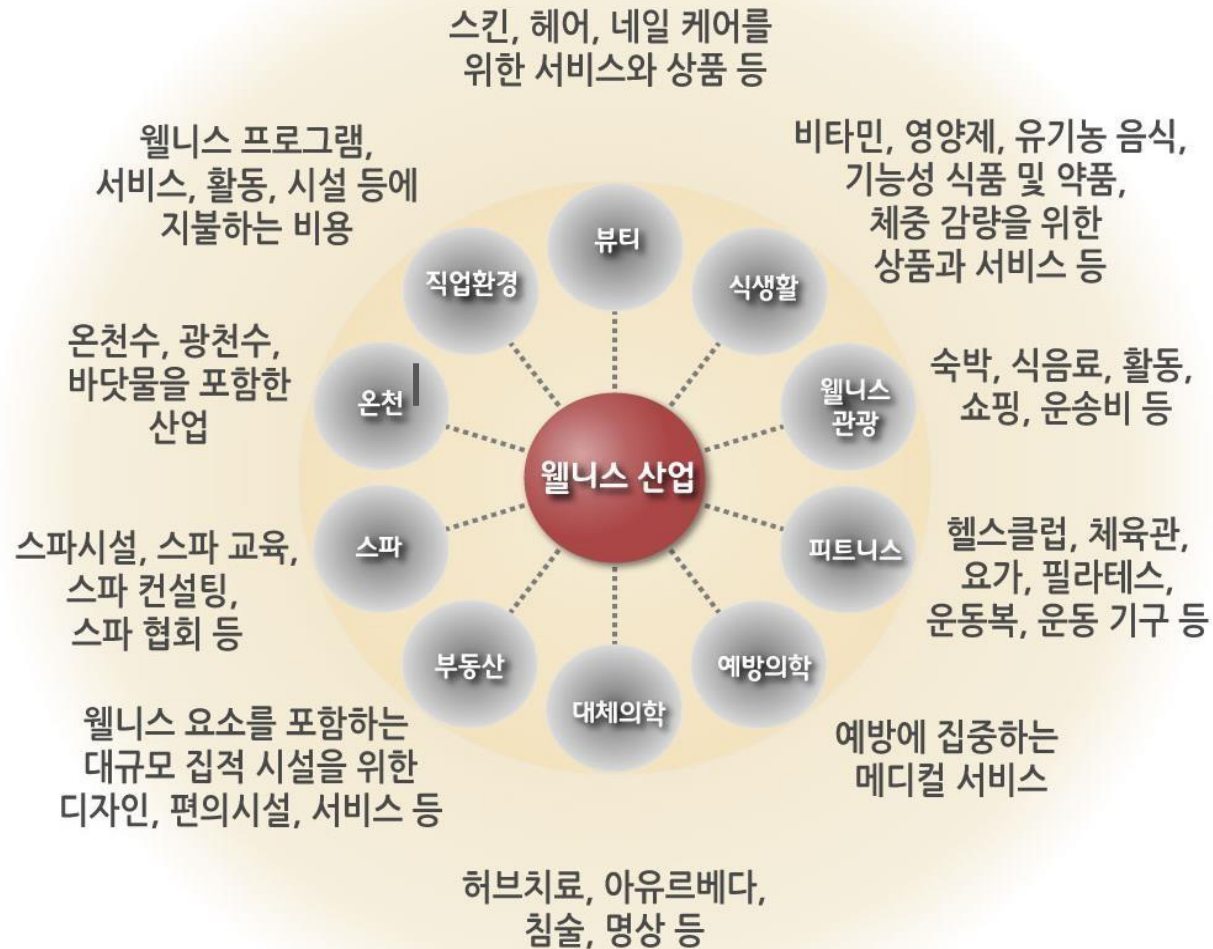 스킨, 헤어, 네일 케어를
위한 서비스와 상품 등
뷰티
비타민, 영양제, 유기농 음식,
기능성 식품 및 약품,
체중 감량을 위한
상품과 서비스 등
식생활
숙박, 식음료, 활동,
쇼핑, 운송비 등
웰니스
관광
헬스클럽, 체육관,
요가, 필라테스,
운동복, 운동 기구 등
피트니스
예방에 집중하는
메디컬 서비스
예방의학
허브치료, 아유르베다,
침술, 명상 등
대체의학
웰니스 요소를 포함하는
대규모 집적 시설을 위한
디자인, 편의시설, 서비스 등
부동산
스파시설, 스파 교육,
스파 컨설팅,
스파 협회 등
스파
온천수, 광천수,
바닷물을 포함한
산업
온천
웰니스 프로그램,
서비스, 활동, 시설 등에
지불하는 비용
직업환경
웰니스 산업